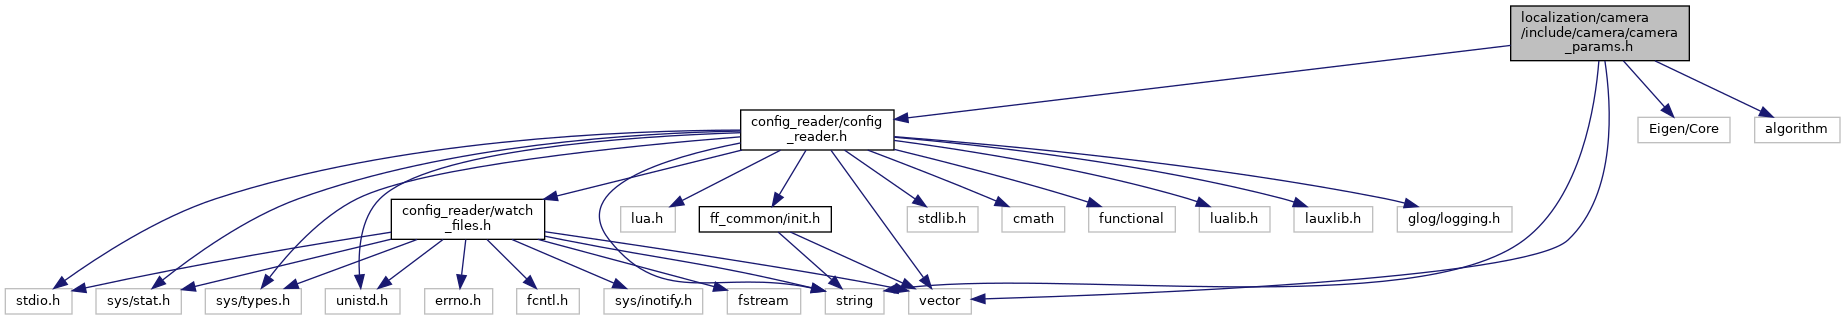 localization/camera
/include/camera/camera
_params.h
config_reader/config
_reader.h
Eigen/Core
algorithm
config_reader/watch
_files.h
lua.h
ff_common/init.h
stdlib.h
cmath
functional
lualib.h
lauxlib.h
glog/logging.h
stdio.h
sys/stat.h
sys/types.h
unistd.h
errno.h
fcntl.h
sys/inotify.h
fstream
string
vector